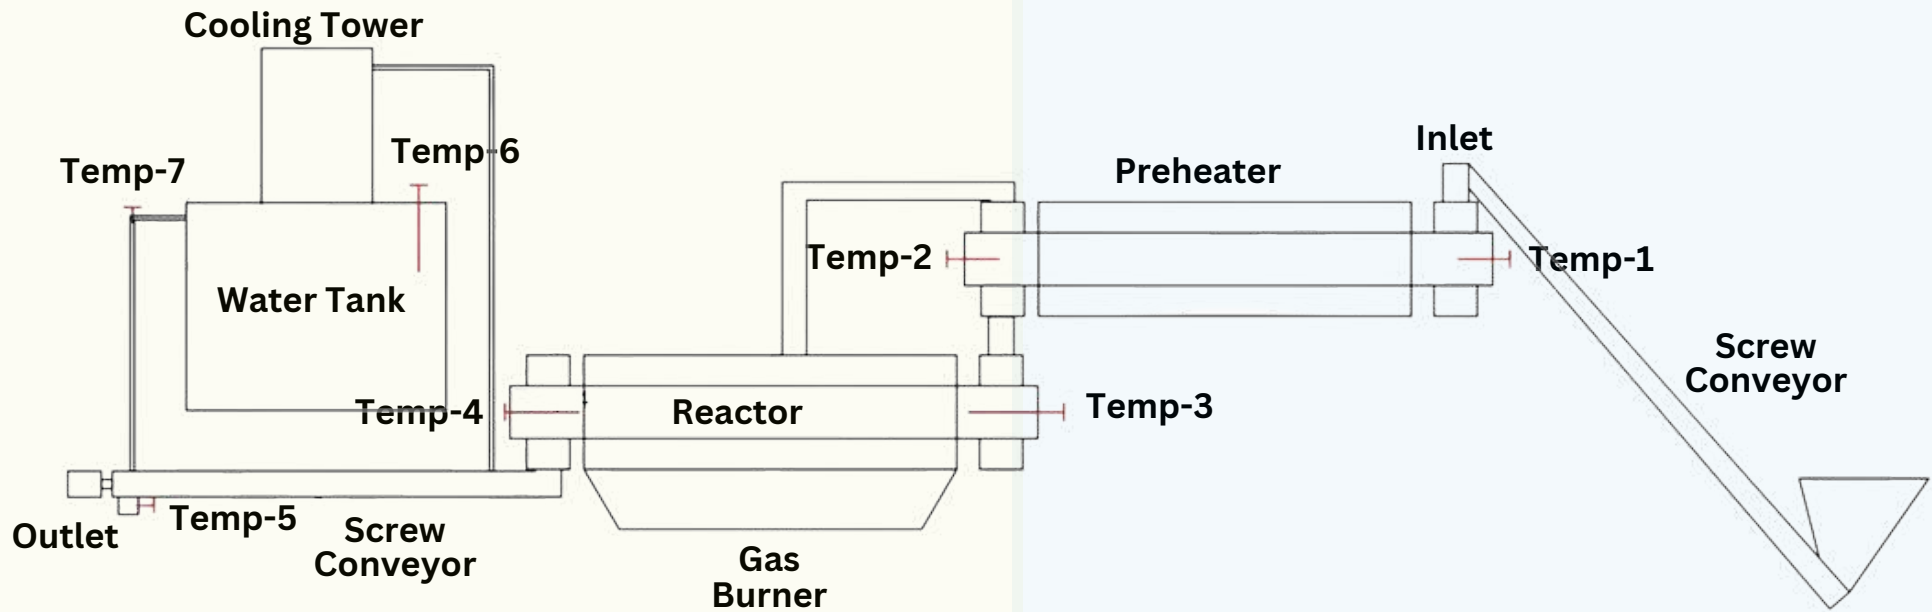 Cooling Tower
Temp-7
Temp-6
Water Tank
Temp-4
Outlet
Temp-5
Screw
Conveyor
Temp-2
Reactor
Gas
Burner
Preheater
Inlet
Temp-1
Temp-3
Screw
Conveyor